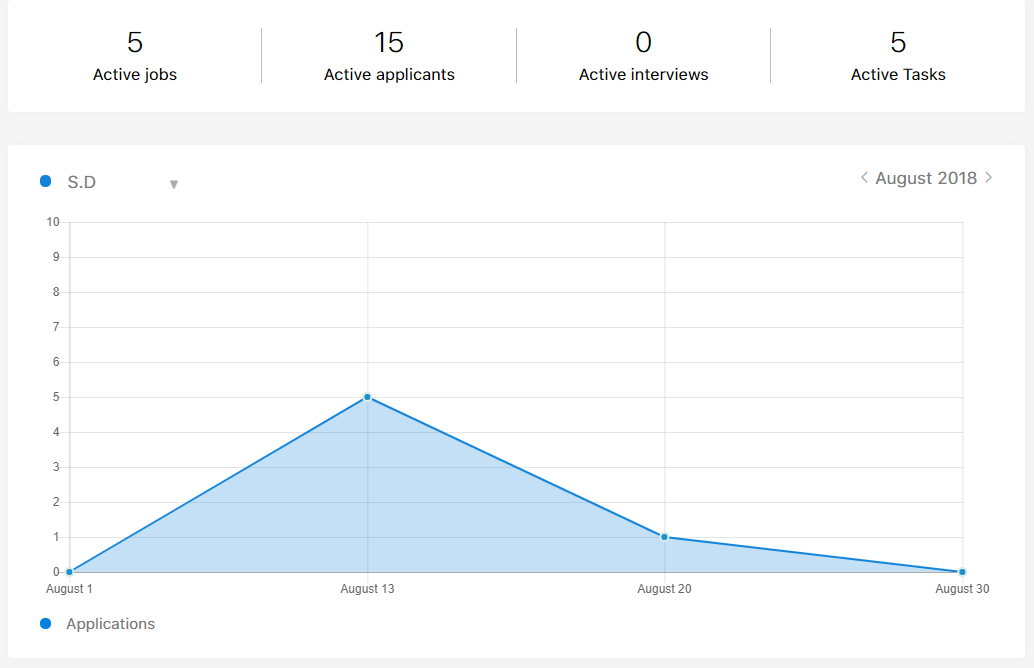 5 15 0 5
Active jobs Active applicants Active interviews Active Tasks
S.D ▼ < August 2018 >
10
9
8
7
6
5
4
3
2
1
0
August 1 August 13 August 20 August 30
Applications